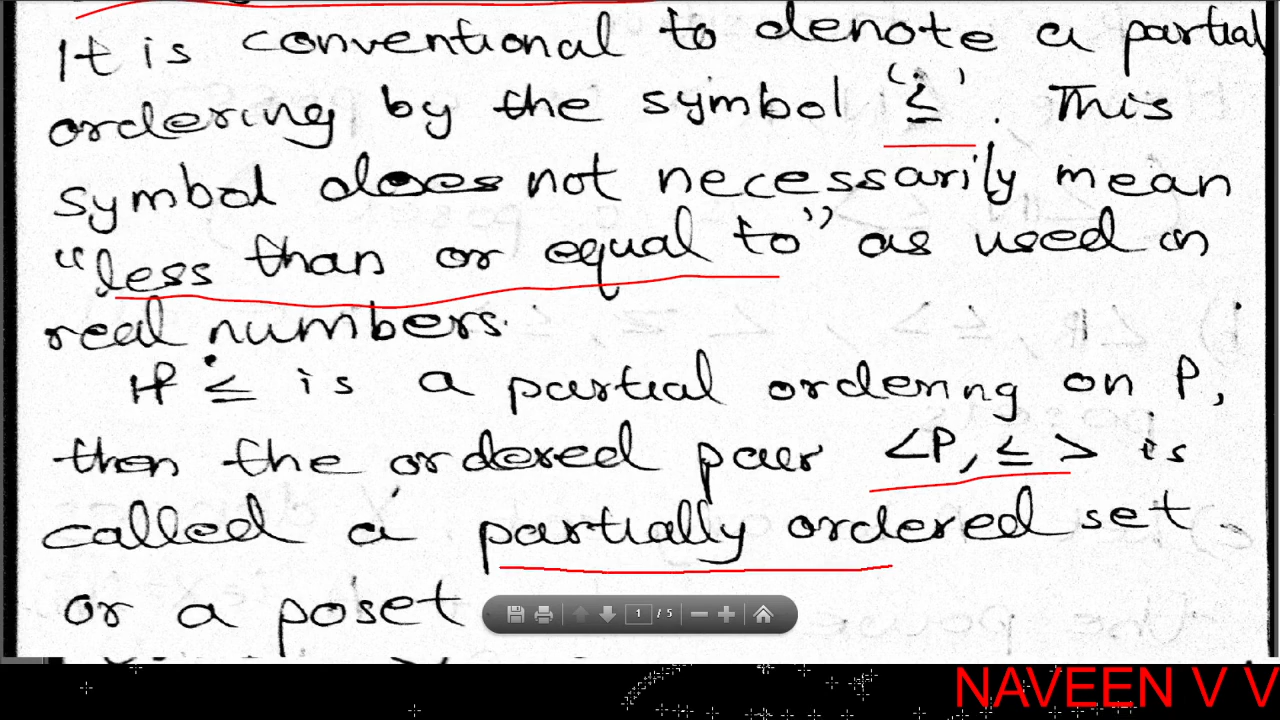 It is conventional to denote a partial
ordering by the symbol '≤'. This
symbol does not necessarily mean
"less than or equal to" as used in
real numbers.
If ≤ is a partial ordering on P,
then the ordered pair <P, ≤> is
called a partially ordered set
or a poset
1 / 5
NAVEEN V V